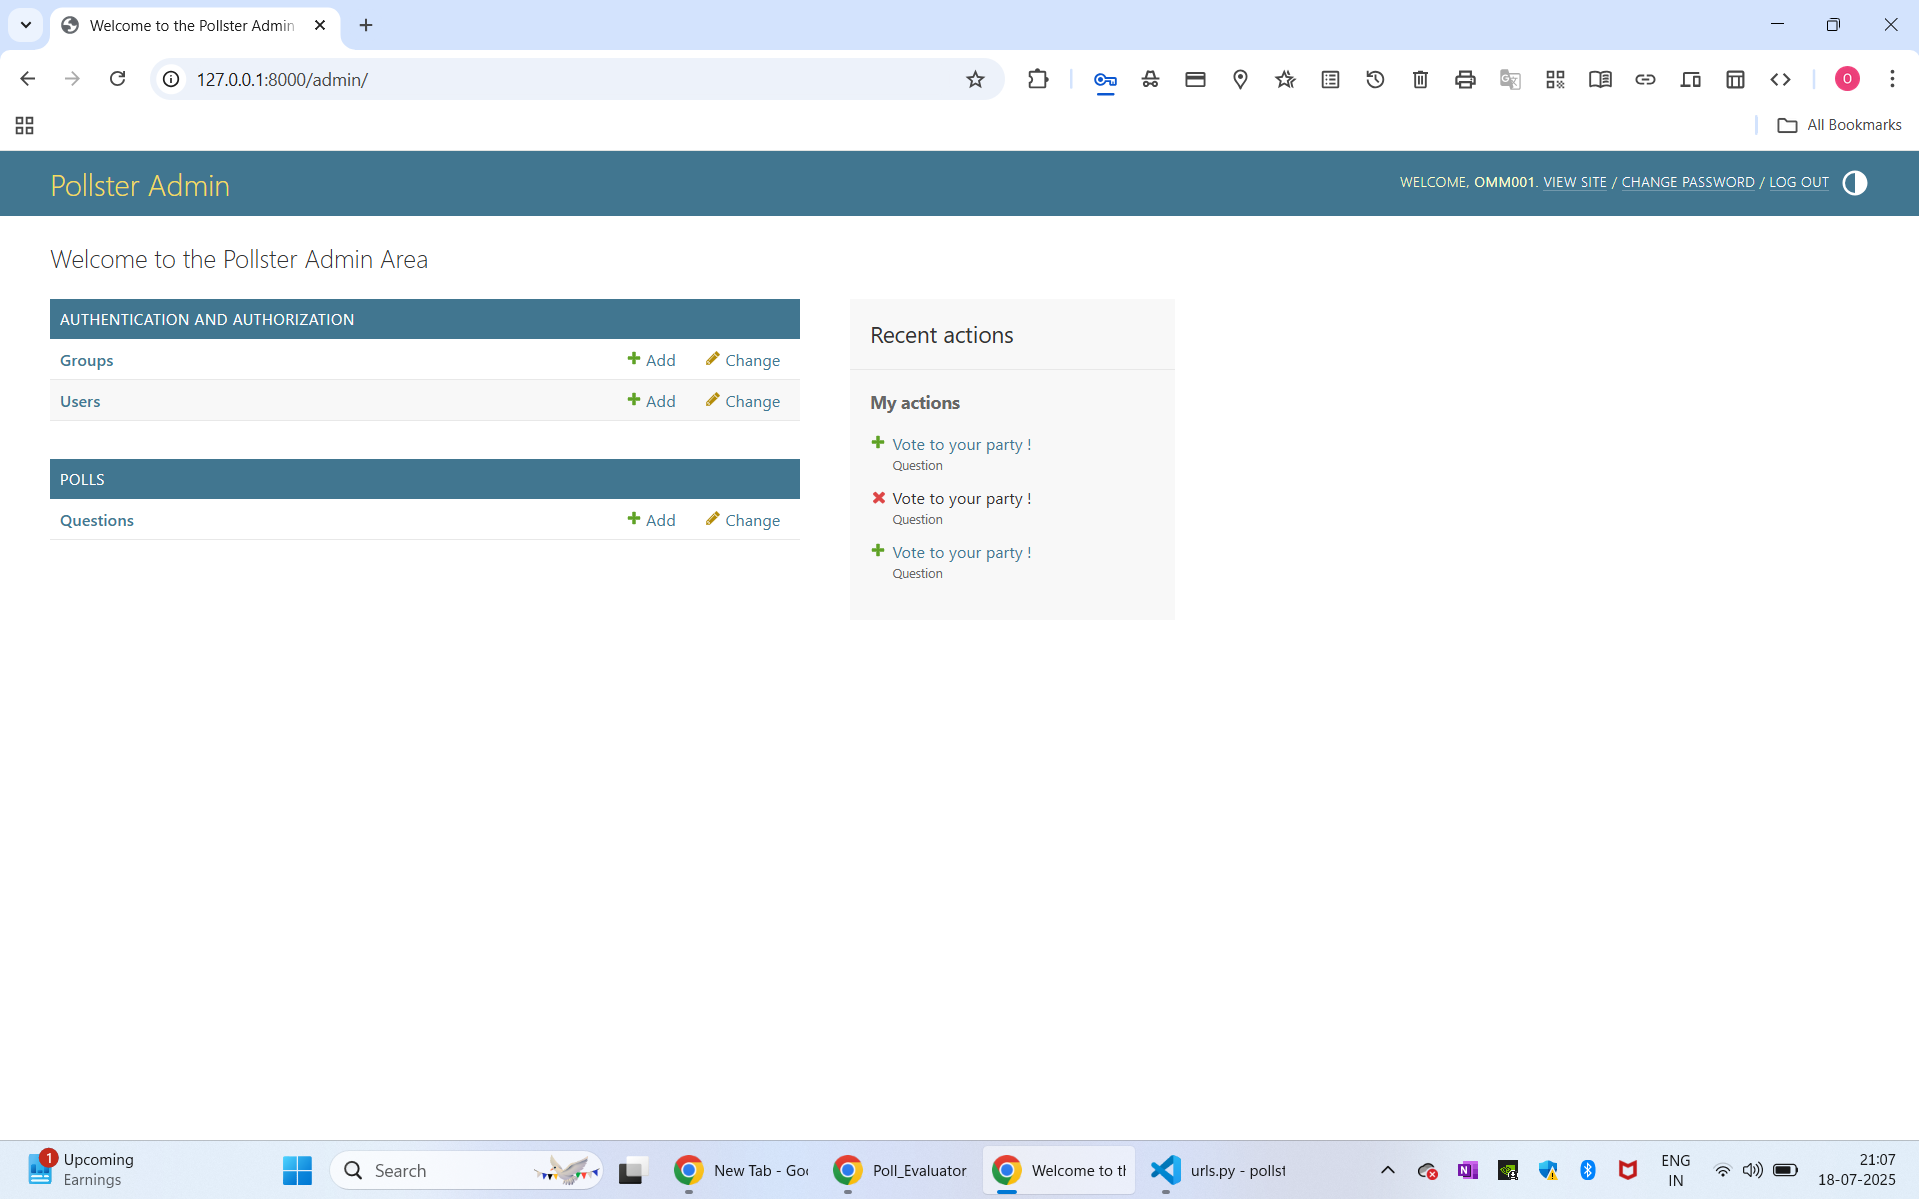 Welcome to the Pollster Admin
127.0.0.1:8000/admin/
O
All Bookmarks
Pollster Admin
WELCOME, OMM001. VIEW SITE / CHANGE PASSWORD / LOG OUT
Welcome to the Pollster Admin Area
AUTHENTICATION AND AUTHORIZATION
Groups Add Change
Users Add Change
POLLS
Questions Add Change
Recent actions
My actions
Vote to your party !
Question
Vote to your party !
Question
Vote to your party !
Question
1
Upcoming
Earnings
Search
New Tab - Goo
Poll_Evaluator
Welcome to th
urls.py - pollst
ENG
IN
21:07
18-07-2025